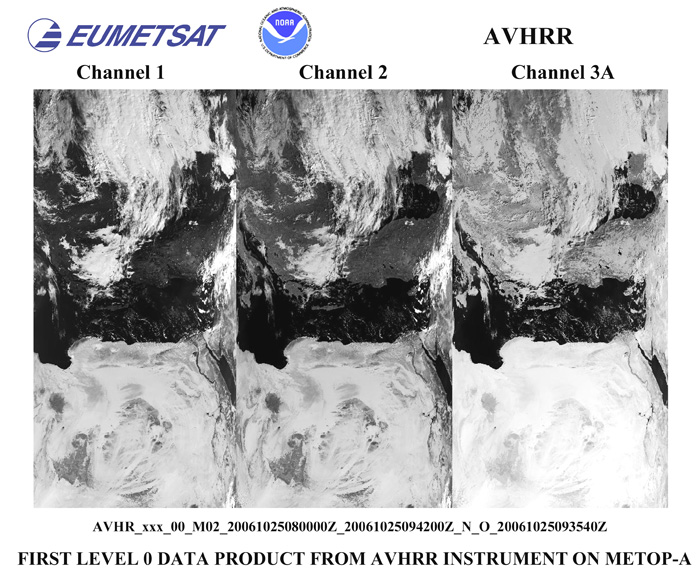 EUMETSAT
NOAA
AVHRR
Channel 1
Channel 2
Channel 3A
AVHR_xxx_00_M02_20061025080000Z_20061025094200Z_N_O_20061025093540Z
FIRST LEVEL 0 DATA PRODUCT FROM AVHRR INSTRUMENT ON METOP-A